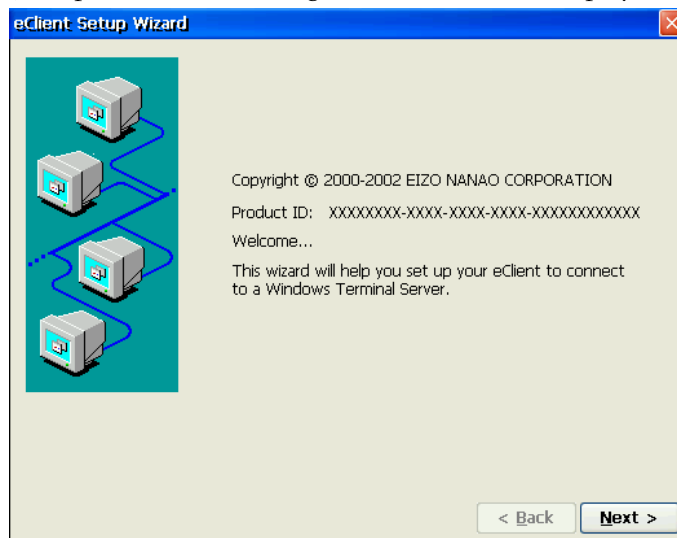 eClient Setup Wizard
Copyright © 2000-2002 EIZO NANAO CORPORATION
Product ID: XXXXXXXX-XXXX-XXXX-XXXX-XXXXXXXXXXXX
Welcome...
This wizard will help you set up your eClient to connect
to a Windows Terminal Server.
< Back
Next >